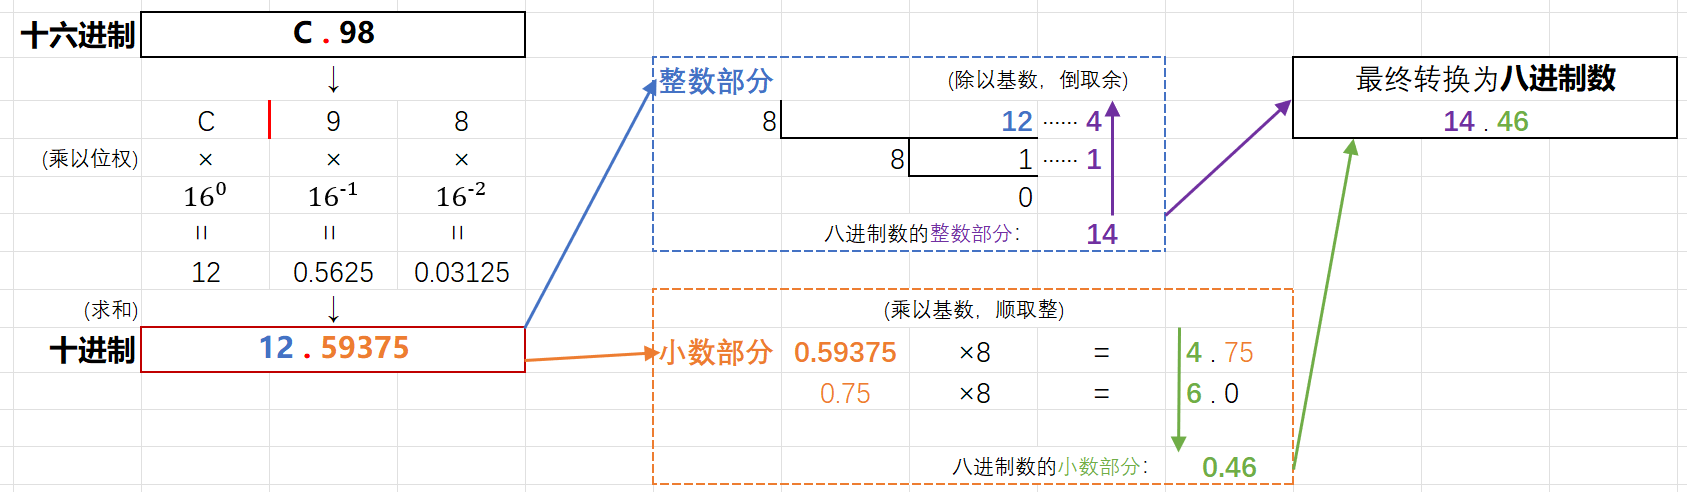 十六进制 C . 98
↓
C 9 8
(乘以位权) × × ×
16⁰ 16⁻¹ 16⁻²
= = =
12 0.5625 0.03125
(求和) ↓
十进制 12 . 59375
整数部分 (除以基数，倒取余)
8 12 ······ 4
8 1 ······ 1
0
八进制数的整数部分： 14
(乘以基数，顺取整)
小数部分 0.59375 ×8 = 4 . 75
0.75 ×8 = 6 . 0
八进制数的小数部分： 0.46
最终转换为八进制数
14 . 46